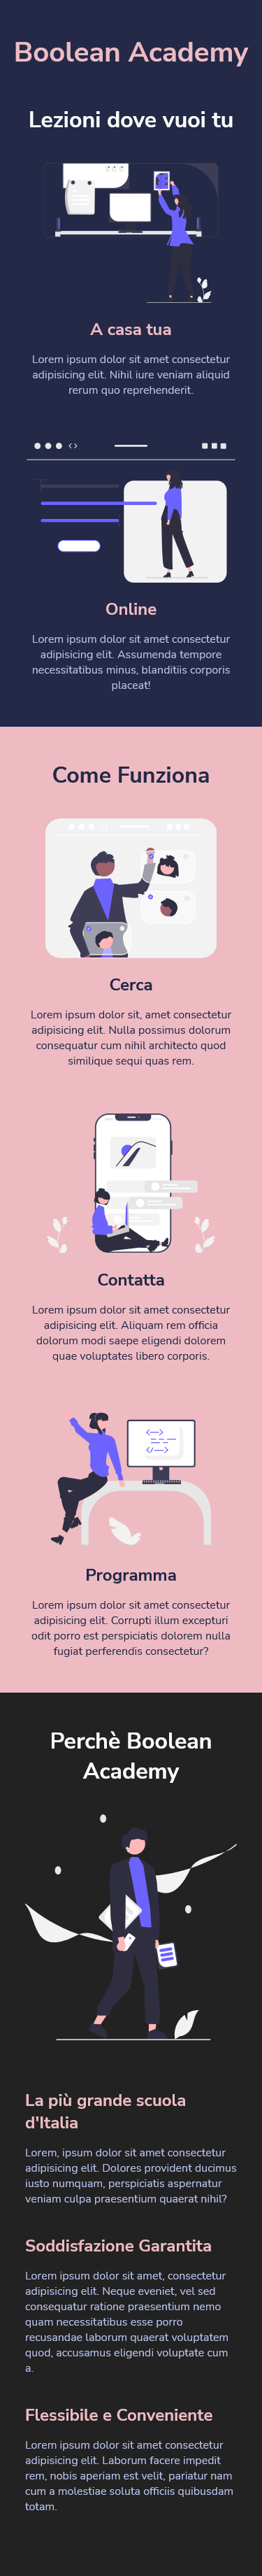 Boolean Academy
Lezioni dove vuoi tu
A casa tua
Lorem ipsum dolor sit amet consectetur
adipisicing elit. Nihil iure veniam aliquid
rerum quo reprehenderit.
Online
Lorem ipsum dolor sit amet consectetur
adipisicing elit. Assumenda tempore
necessitatibus minus, blanditiis corporis
placeat!
Come Funziona
Cerca
Lorem ipsum dolor sit, amet consectetur
adipisicing elit. Nulla possimus dolorum
consequatur cum nihil architecto quod
similique sequi quas rem.
Contatta
Lorem ipsum dolor sit amet consectetur
adipisicing elit. Aliquam rem officia
dolorum modi saepe eligendi dolorem
quae voluptates libero corporis.
Programma
Lorem ipsum dolor sit amet consectetur
adipisicing elit. Corrupti illum excepturi
odit porro est perspiciatis dolorem nulla
fugiat perferendis consectetur?
Perchè Boolean
Academy
La più grande scuola
d'Italia
Lorem, ipsum dolor sit amet consectetur
adipisicing elit. Dolores provident ducimus
iusto numquam, perspiciatis aspernatur
veniam culpa praesentium quaerat nihil?
Soddisfazione Garantita
Lorem ipsum dolor sit amet, consectetur
adipisicing elit. Neque eveniet, vel sed
consequatur ratione praesentium nemo
quam necessitatibus esse porro
recusandae laborum quaerat voluptatem
quod, accusamus eligendi voluptate cum
a.
Flessibile e Conveniente
Lorem ipsum dolor sit amet consectetur
adipisicing elit. Laborum facere impedit
rem, nobis aperiam est velit, pariatur nam
cum a molestiae soluta officiis quibusdam
totam.